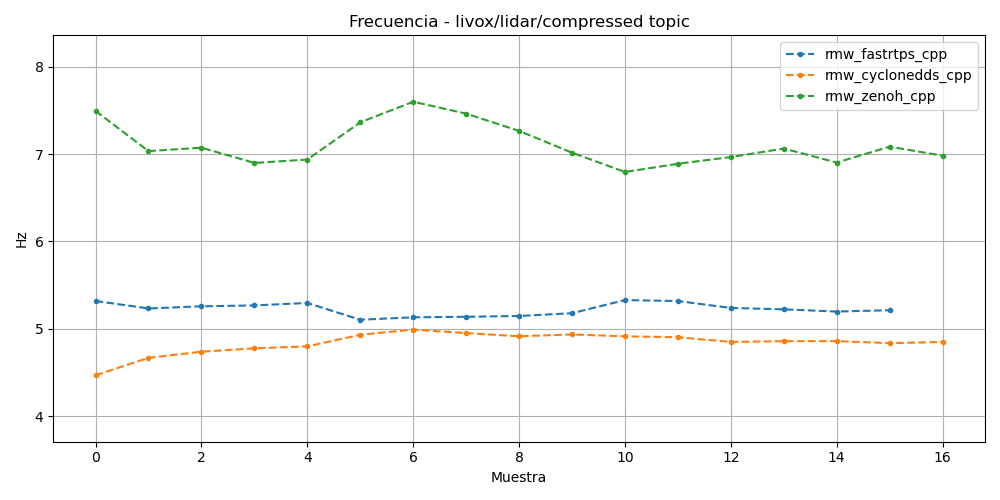 Frecuencia - livox/lidar/compressed topic
rmw_fastrtps_cpp
rmw_cyclonedds_cpp
rmw_zenoh_cpp
Hz
8
7
6
5
4
0 2 4 6 8 10 12 14 16
Muestra